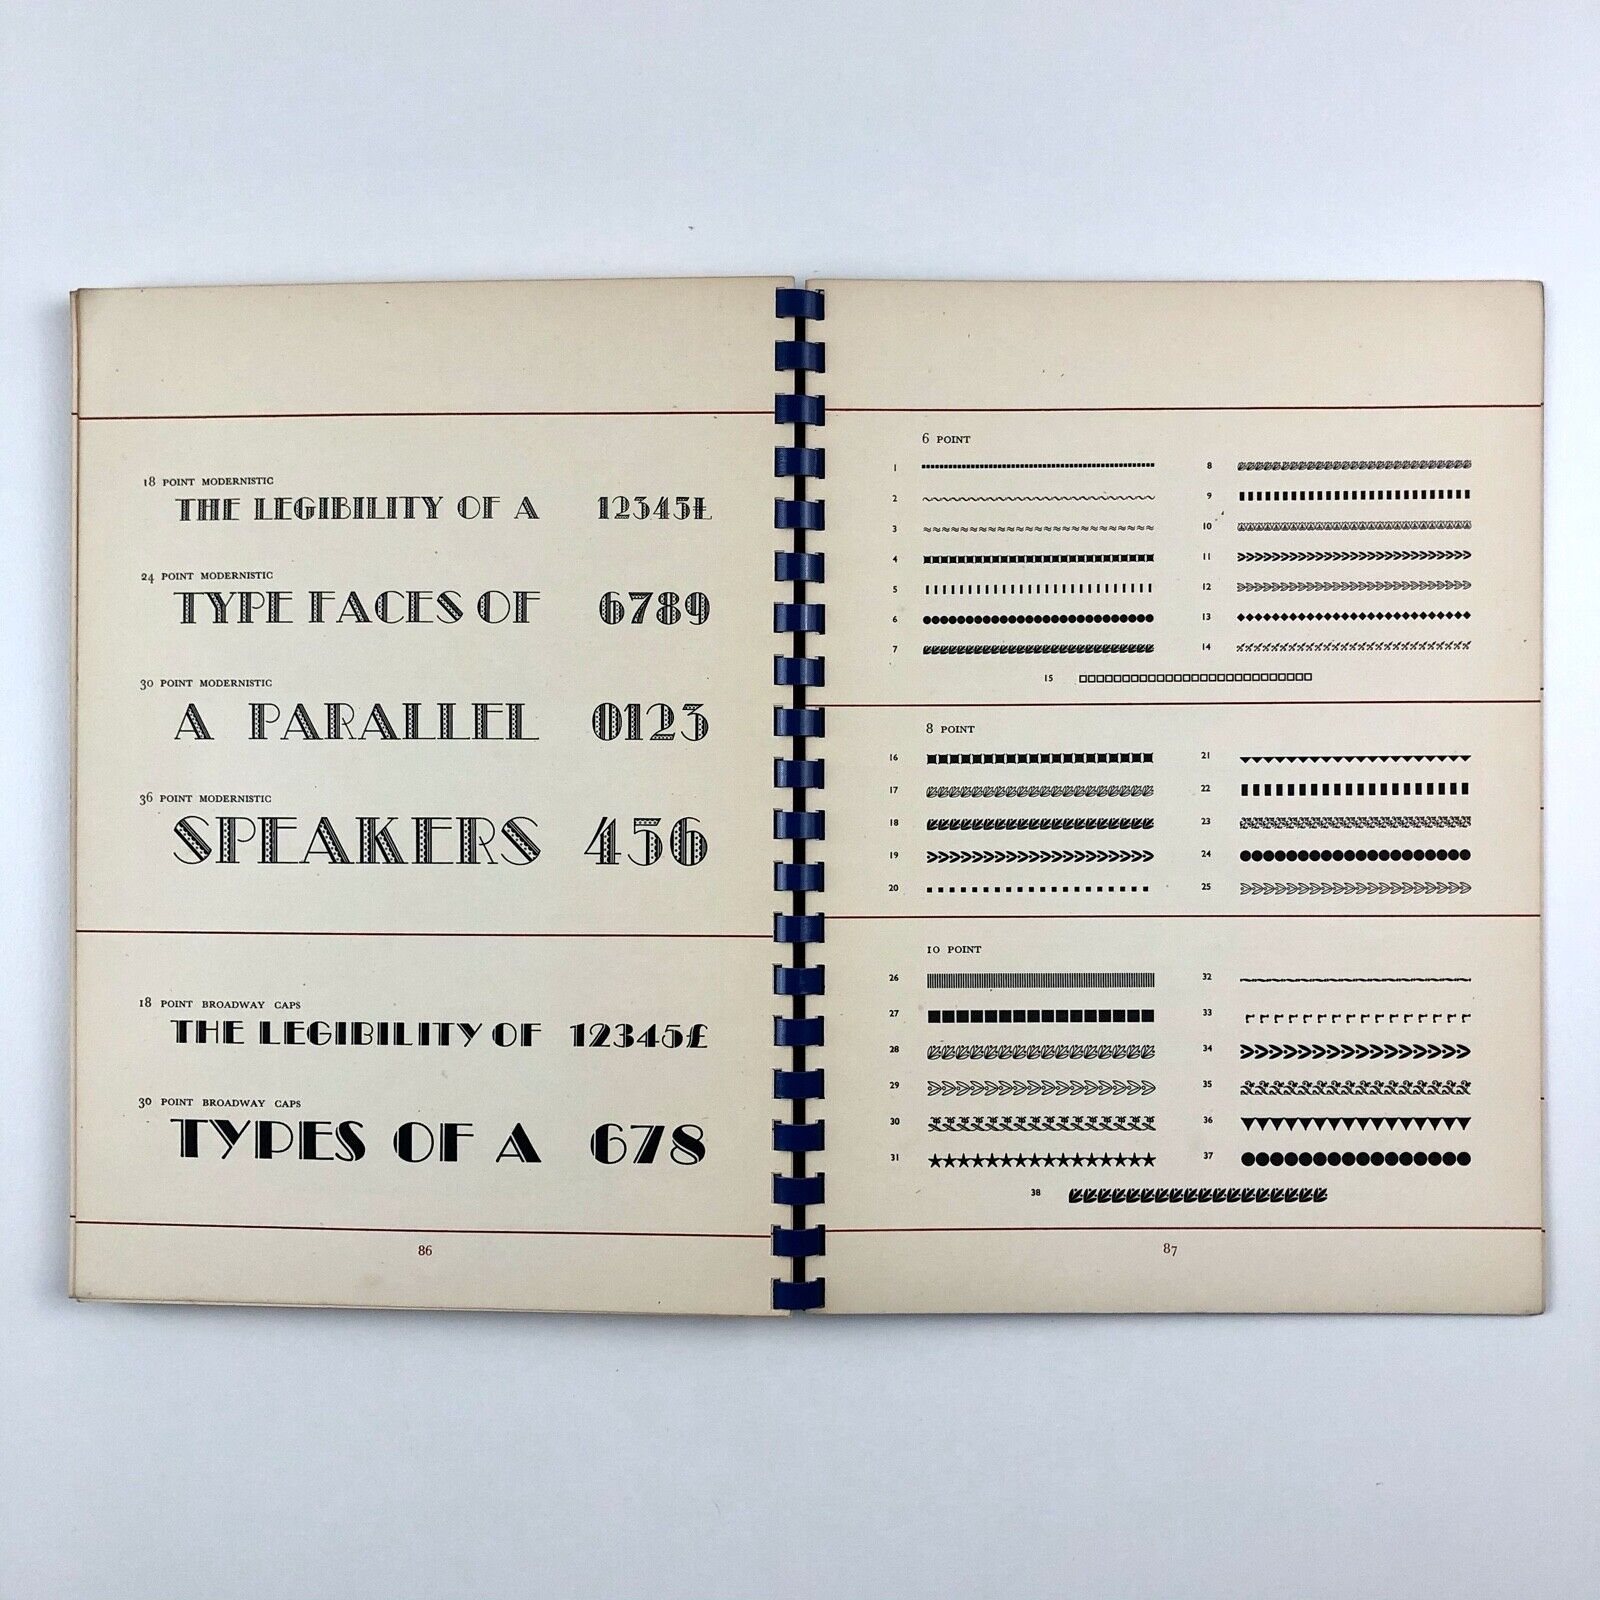 18 POINT MODERNISTIC
THE LEGIBILITY OF A 12345£
24 POINT MODERNISTIC
TYPE FACES OF 6789
30 POINT MODERNISTIC
A PARALLEL 0123
36 POINT MODERNISTIC
SPEAKERS 456
18 POINT BROADWAY CAPS
THE LEGIBILITY OF 12345£
30 POINT BROADWAY CAPS
TYPES OF A 678
86
6 POINT
1
2
3
4
5
6
7
8
9
10
11
12
13
14
15
8 POINT
16
17
18
19
20
21
22
23
24
25
10 POINT
26
27
28
29
30
31
32
33
34
35
36
37
38
87